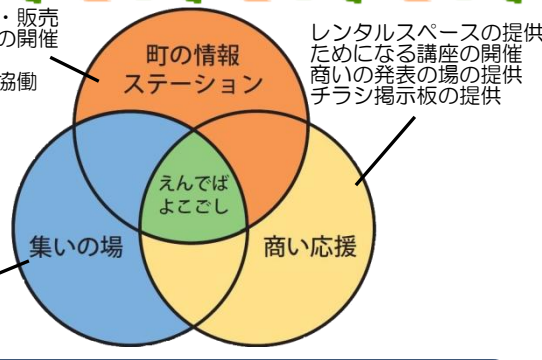 ・販売
の開催
協働
レンタルスペースの提供
ためになる講座の開催
商いの発表の場の提供
チラシ掲示板の提供
町の情報
ステーション
えんでば
よこごし
集いの場
商い応援